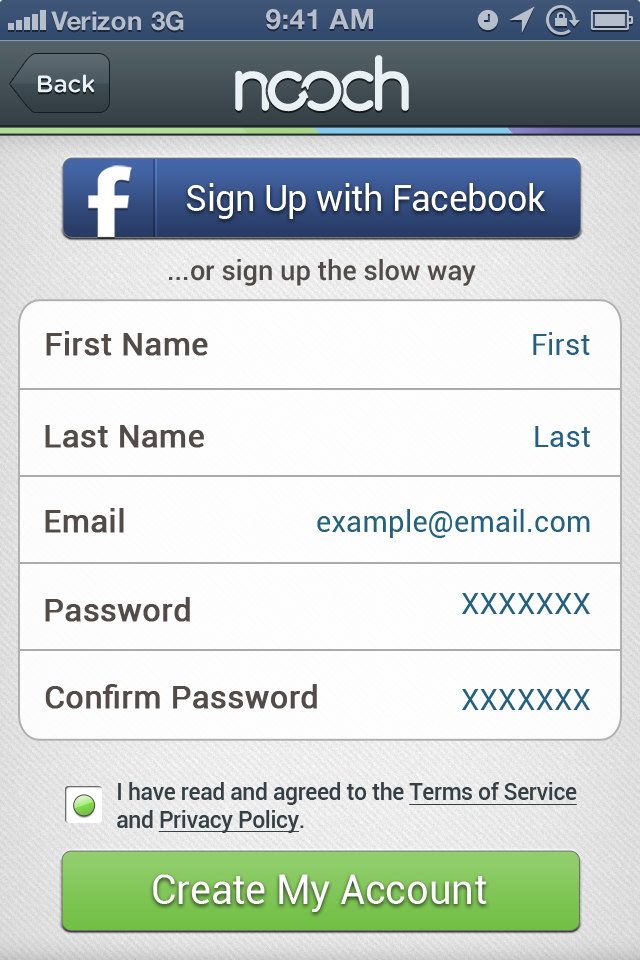 Verizon 3G 9:41 AM
Back nooch
f Sign Up with Facebook
...or sign up the slow way
First Name First
Last Name Last
Email example@email.com
Password XXXXXXX
Confirm Password XXXXXXX
I have read and agreed to the Terms of Service
and Privacy Policy.
Create My Account